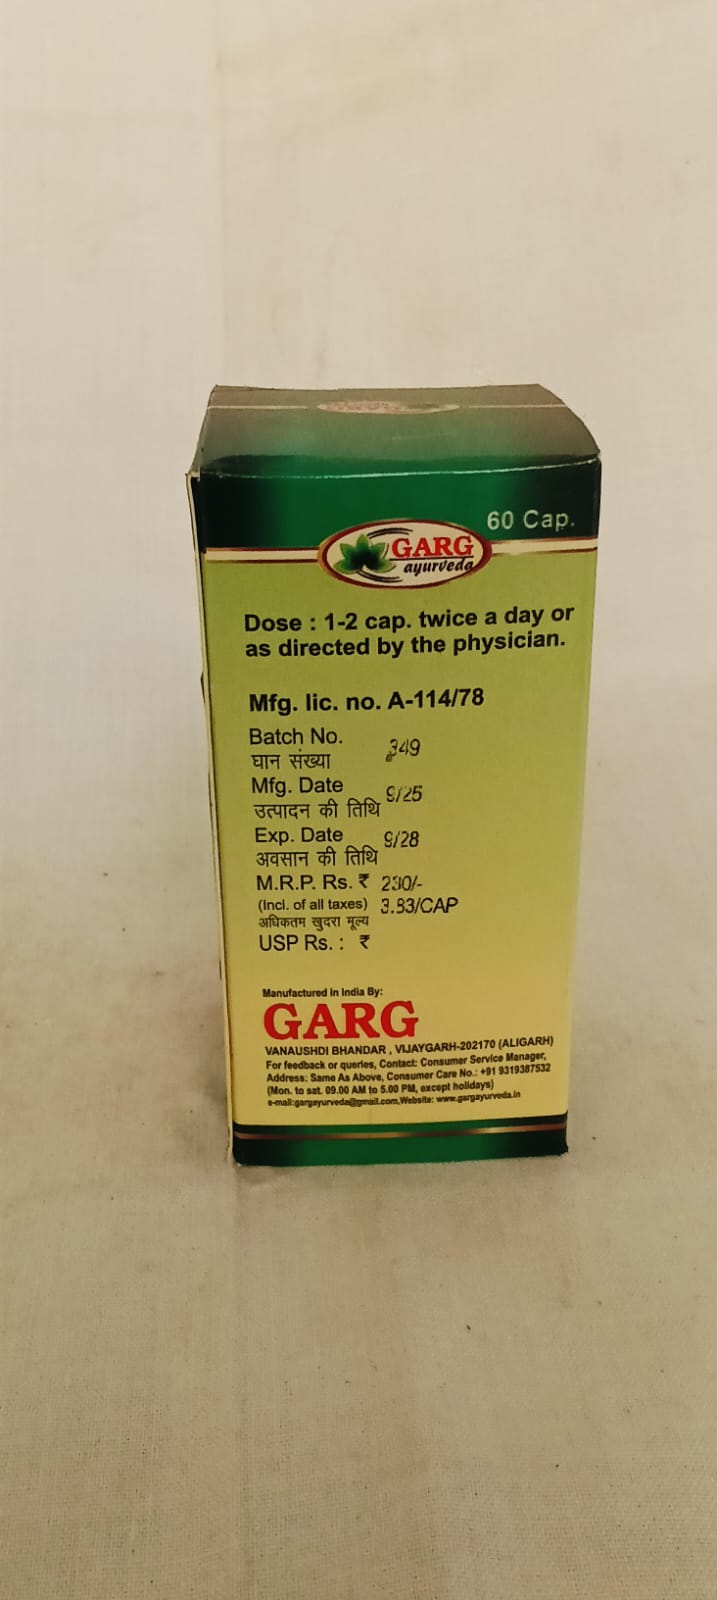 60 Cap.
GARG
ayurveda
Dose : 1-2 cap. twice a day or
as directed by the physician.
Mfg. lic. no. A-114/78
Batch No. 349
घान संख्या
Mfg. Date 9/25
उत्पादन की तिथि
Exp. Date 9/28
अवसान की तिथि
M.R.P. Rs. ₹ 230/-
(Incl. of all taxes) 3.83/CAP
अधिकतम खुदरा मूल्य
USP Rs. : ₹
Manufactured in India By:
GARG
VANAUSHDI BHANDAR , VIJAYGARH-202170 (ALIGARH)
For feedback or queries, Contact: Consumer Service Manager,
Address: Same As Above, Consumer Care No.: +91 9319387532
(Mon. to sat. 09.00 AM to 5.00 PM, except holidays)
e-mail:gargayurveda@gmail.com,Website: www.gargayurveda.in